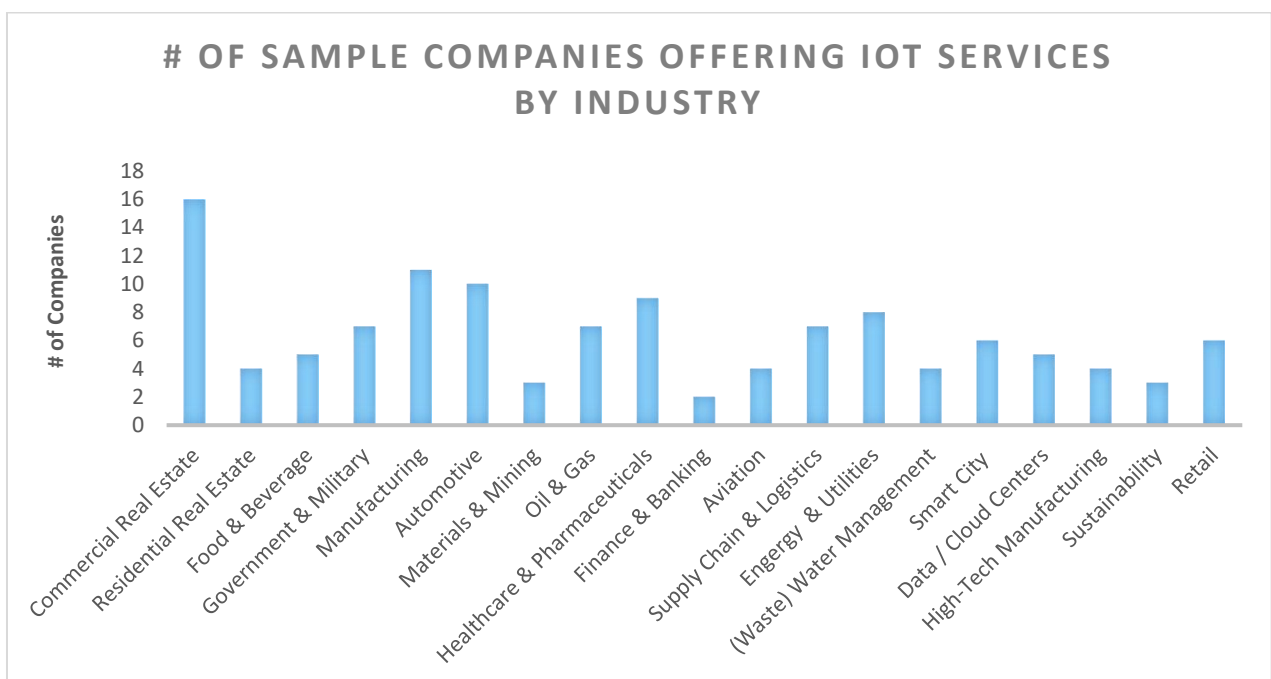 # OF SAMPLE COMPANIES OFFERING IOT SERVICES
BY INDUSTRY
# of Companies
18
16
14
12
10
8
6
4
2
0
Commercial Real Estate
Residential Real Estate
Food & Beverage
Government & Military
Manufacturing
Automotive
Materials & Mining
Oil & Gas
Healthcare & Pharmaceuticals
Finance & Banking
Aviation
Supply Chain & Logistics
Engergy & Utilities
(Waste) Water Management
Smart City
Data / Cloud Centers
High-Tech Manufacturing
Sustainability
Retail